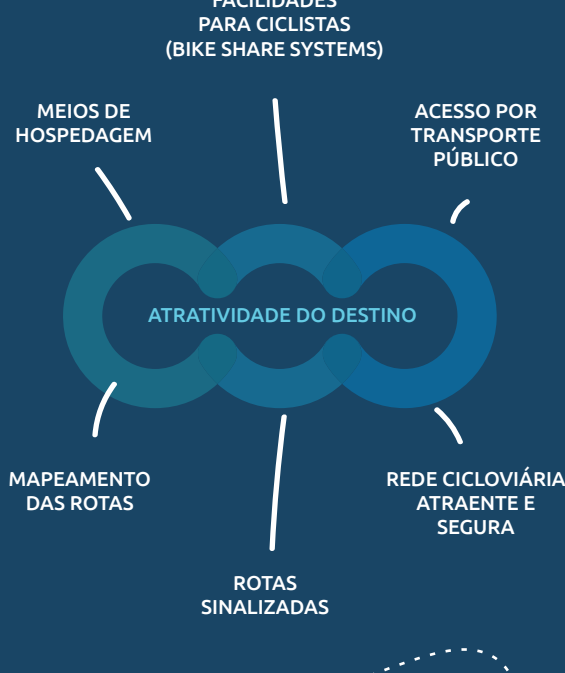 FACILIDADES
PARA CICLISTAS
(BIKE SHARE SYSTEMS)
MEIOS DE
HOSPEDAGEM
ACESSO POR
TRANSPORTE
PÚBLICO
ATRATIVIDADE DO DESTINO
MAPEAMENTO
DAS ROTAS
REDE CICLOVIÁRIA
ATRAENTE E
SEGURA
ROTAS
SINALIZADAS